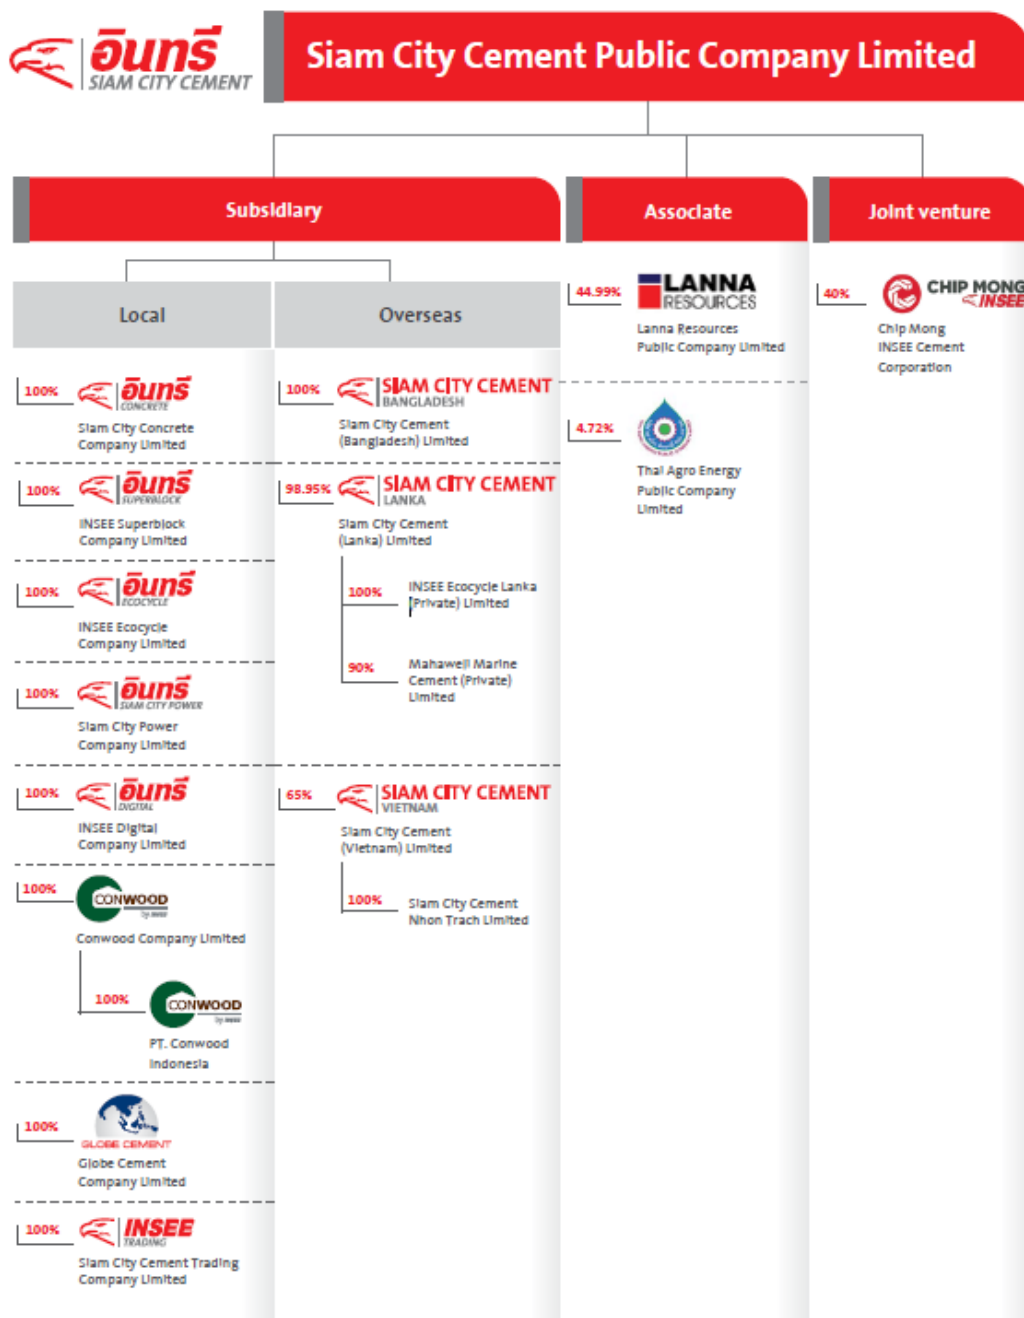 อินทรี
SIAM CITY CEMENT
Siam City Cement Public Company Limited
Subsidiary
Local
100%
อินทรี
CONCRETE
Siam City Concrete
Company Limited
100%
อินทรี
SUPERBLOCK
INSEE Superblock
Company Limited
100%
อินทรี
ECOCYCLE
INSEE Ecocycle
Company Limited
100%
อินทรี
SIAM CITY POWER
Siam City Power
Company Limited
100%
อินทรี
DIGITAL
INSEE Digital
Company Limited
100%
CONWOOD
by INSEE
Conwood Company Limited
100%
CONWOOD
by INSEE
PT. Conwood
Indonesia
100%
GLOBE CEMENT
Globe Cement
Company Limited
100%
INSEE
TRADING
Siam City Cement Trading
Company Limited
Overseas
100%
SIAM CITY CEMENT
BANGLADESH
Siam City Cement
(Bangladesh) Limited
98.95%
SIAM CITY CEMENT
LANKA
Siam City Cement
(Lanka) Limited
100%
INSEE Ecocycle Lanka
(Private) Limited
90%
Mahaweli Marine
Cement (Private)
Limited
65%
SIAM CITY CEMENT
VIETNAM
Siam City Cement
(Vietnam) Limited
100%
Siam City Cement
Nhon Trach Limited
Associate
44.99%
LANNA
RESOURCES
Lanna Resources
Public Company Limited
4.72%
Thai Agro Energy
Public Company
Limited
Joint venture
40%
CHIP MONG
INSEE
Chip Mong
INSEE Cement
Corporation